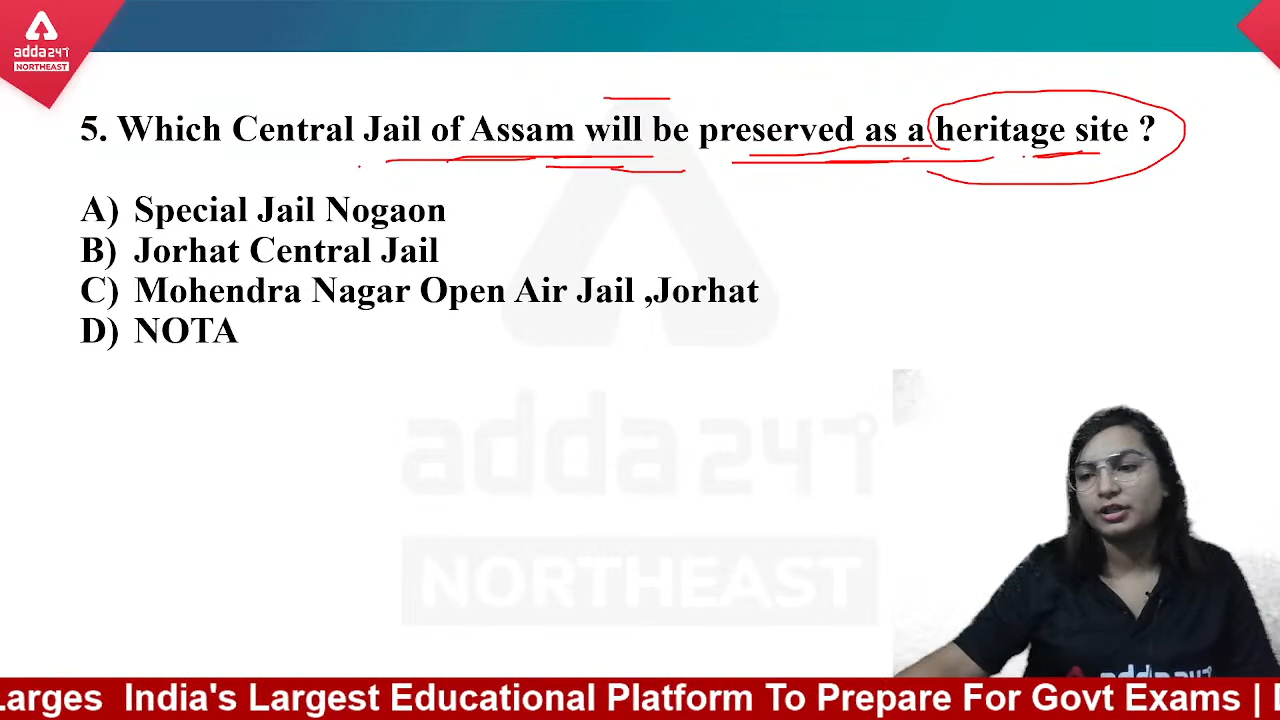 adda247
NORTHEAST
5. Which Central Jail of Assam will be preserved as a heritage site ?
A) Special Jail Nogaon
B) Jorhat Central Jail
C) Mohendra Nagar Open Air Jail ,Jorhat
D) NOTA
adda247
NORTHEAST
adda247
Larges India's Largest Educational Platform To Prepare For Govt Exams |